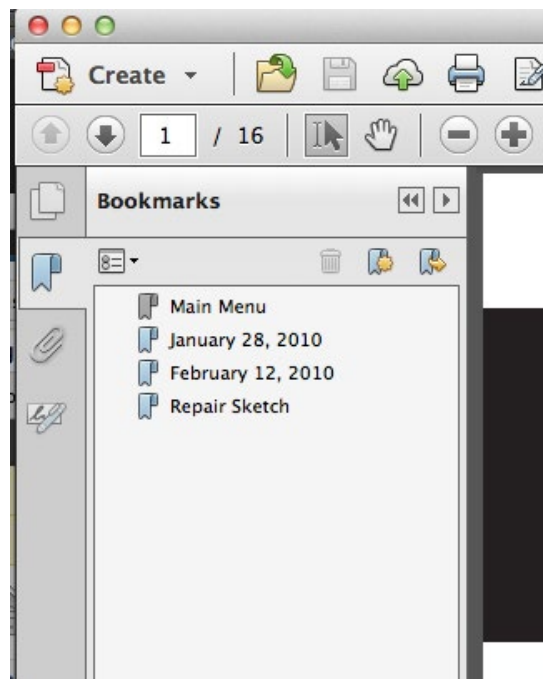 Create
1 / 16
Bookmarks
Main Menu
January 28, 2010
February 12, 2010
Repair Sketch